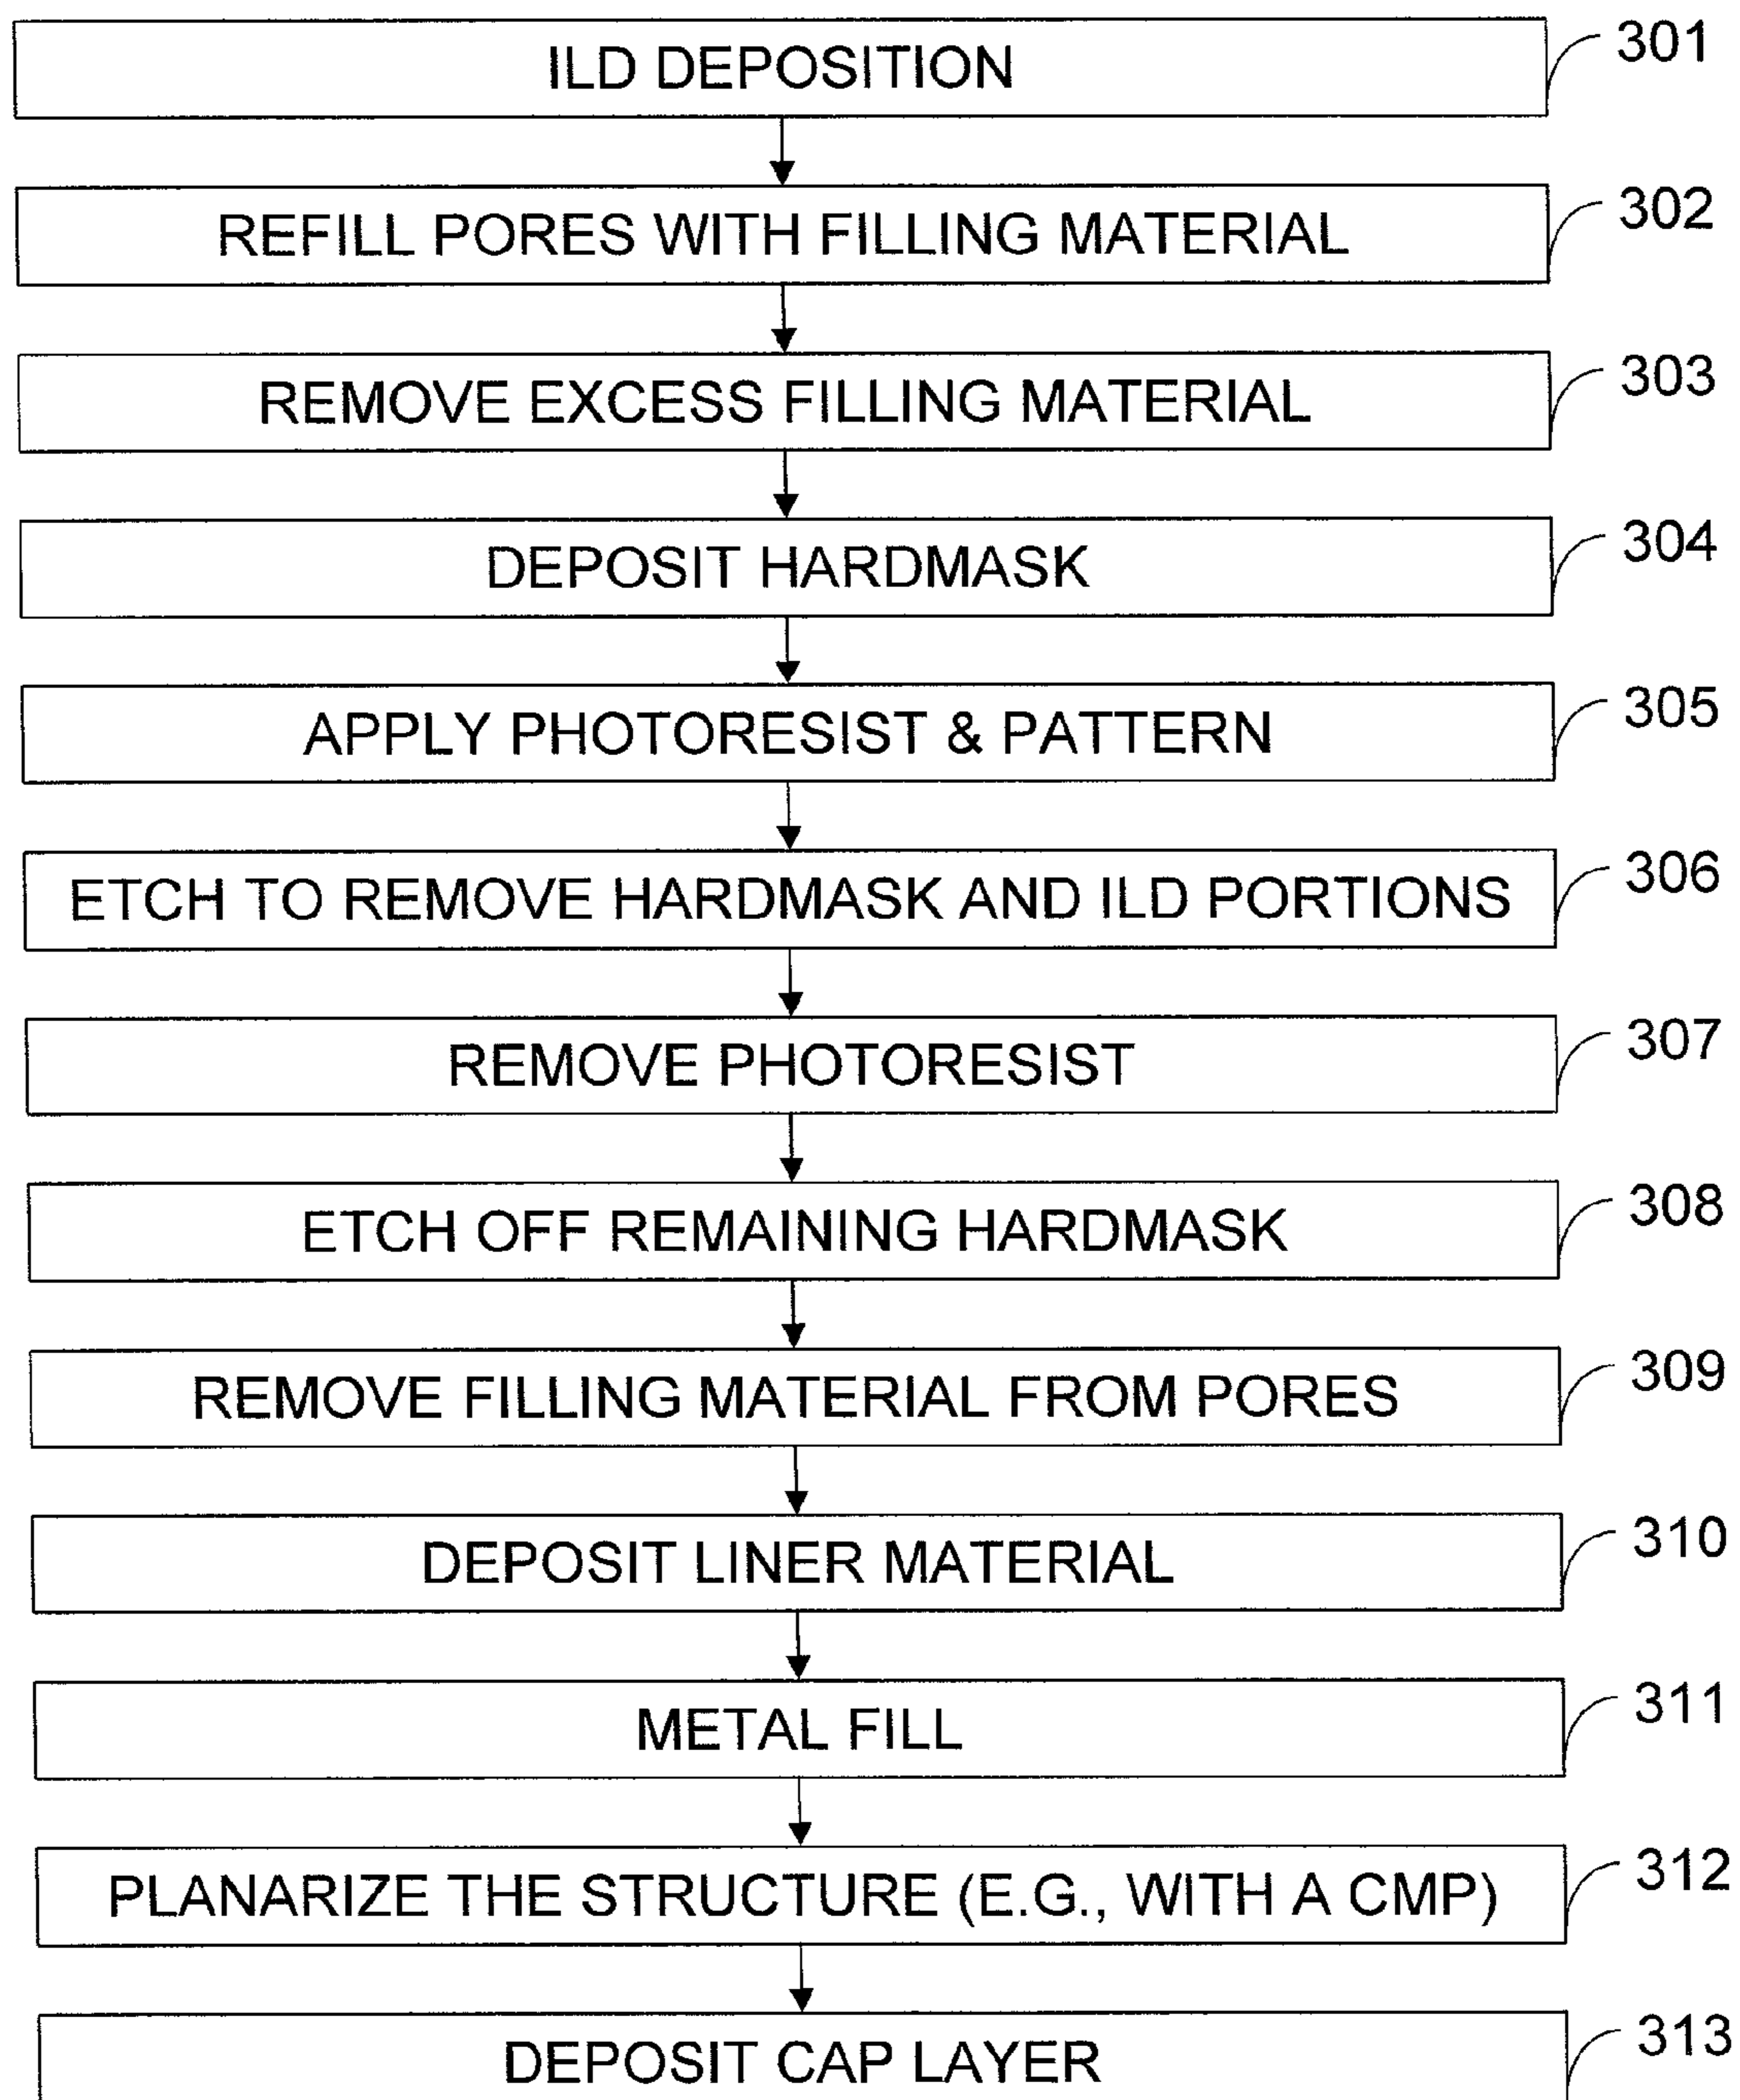 ILD DEPOSITION 301
REFILL PORES WITH FILLING MATERIAL 302
REMOVE EXCESS FILLING MATERIAL 303
DEPOSIT HARDMASK 304
APPLY PHOTORESIST & PATTERN 305
ETCH TO REMOVE HARDMASK AND ILD PORTIONS 306
REMOVE PHOTORESIST 307
ETCH OFF REMAINING HARDMASK 308
REMOVE FILLING MATERIAL FROM PORES 309
DEPOSIT LINER MATERIAL 310
METAL FILL 311
PLANARIZE THE STRUCTURE (E.G., WITH A CMP) 312
DEPOSIT CAP LAYER 313